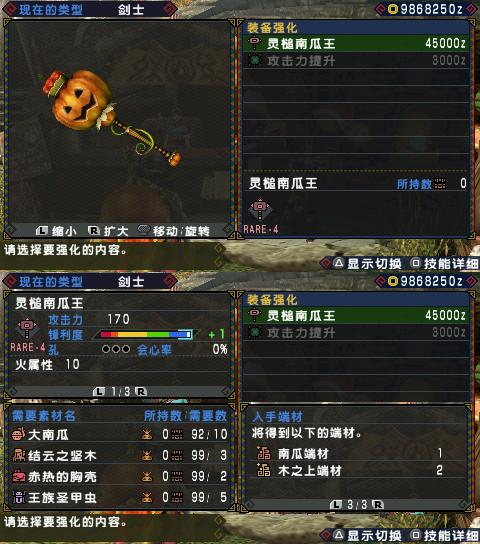 现在的类型 剑士 9868250z
装备强化
灵槌南瓜王 45000z
攻击力提升 3000z
灵槌南瓜王 所持数 0
RARE-4
L 缩小 R 扩大 移动/旋转
请选择要强化的内容。
△显示切换 □技能详细
现在的类型 剑士 9868250z
灵槌南瓜王
攻击力 170
锋利度 +1
RARE-4 孔 ○○○ 会心率 0%
火属性 10
L 1/3 R
装备强化
灵槌南瓜王 45000z
攻击力提升 3000z
需要素材名 所持数/需要数
大南瓜 0 92/10
结云之坚木 0 99/ 3
赤热的胸壳 0 99/ 2
王族圣甲虫 0 99/ 5
入手端材
将得到以下的端材。
南瓜端材 1
木之上端材 2
L 3/3 R
请选择要强化的内容。
△显示切换 □技能详细